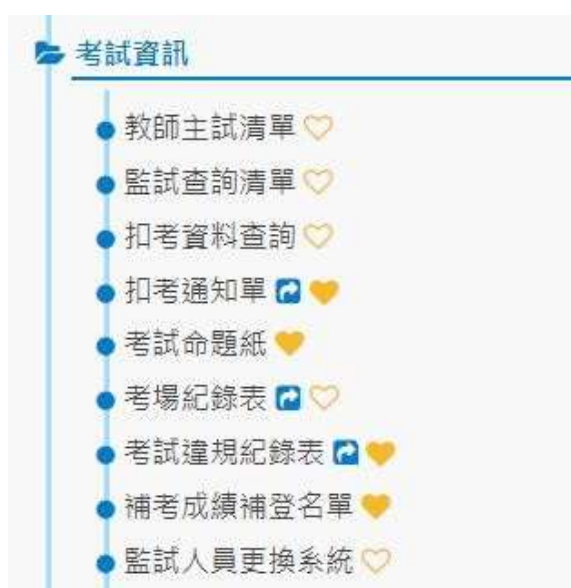 考試資訊
教師主試清單
監試查詢清單
扣考資料查詢
扣考通知單
考試命題紙
考場紀錄表
考試違規紀錄表
補考成績補登名單
監試人員更換系統